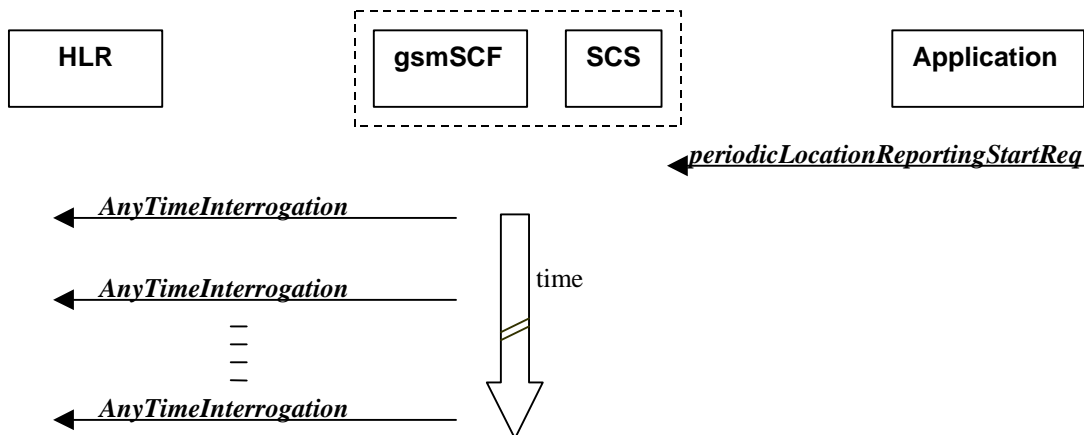 HLR
gsmSCF
SCS
Application
periodicLocationReportingStartReq
AnyTimeInterrogation
AnyTimeInterrogation
time
AnyTimeInterrogation